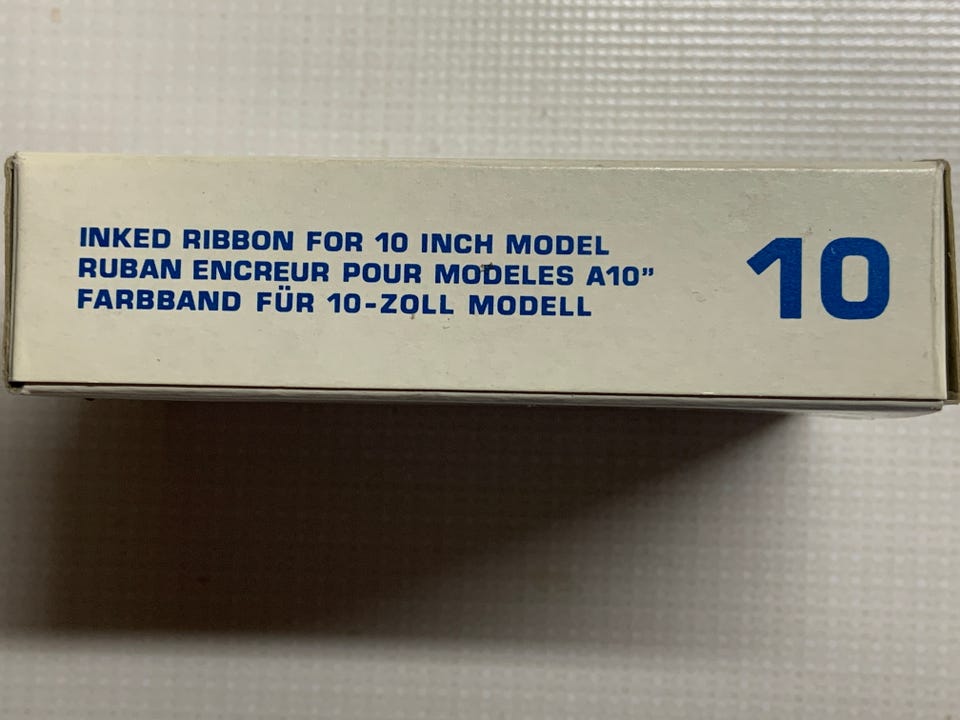 INKED RIBBON FOR 10 INCH MODEL
RUBAN ENCREUR POUR MODELES A10”
FARBBAND FÜR 10-ZOLL MODELL
10